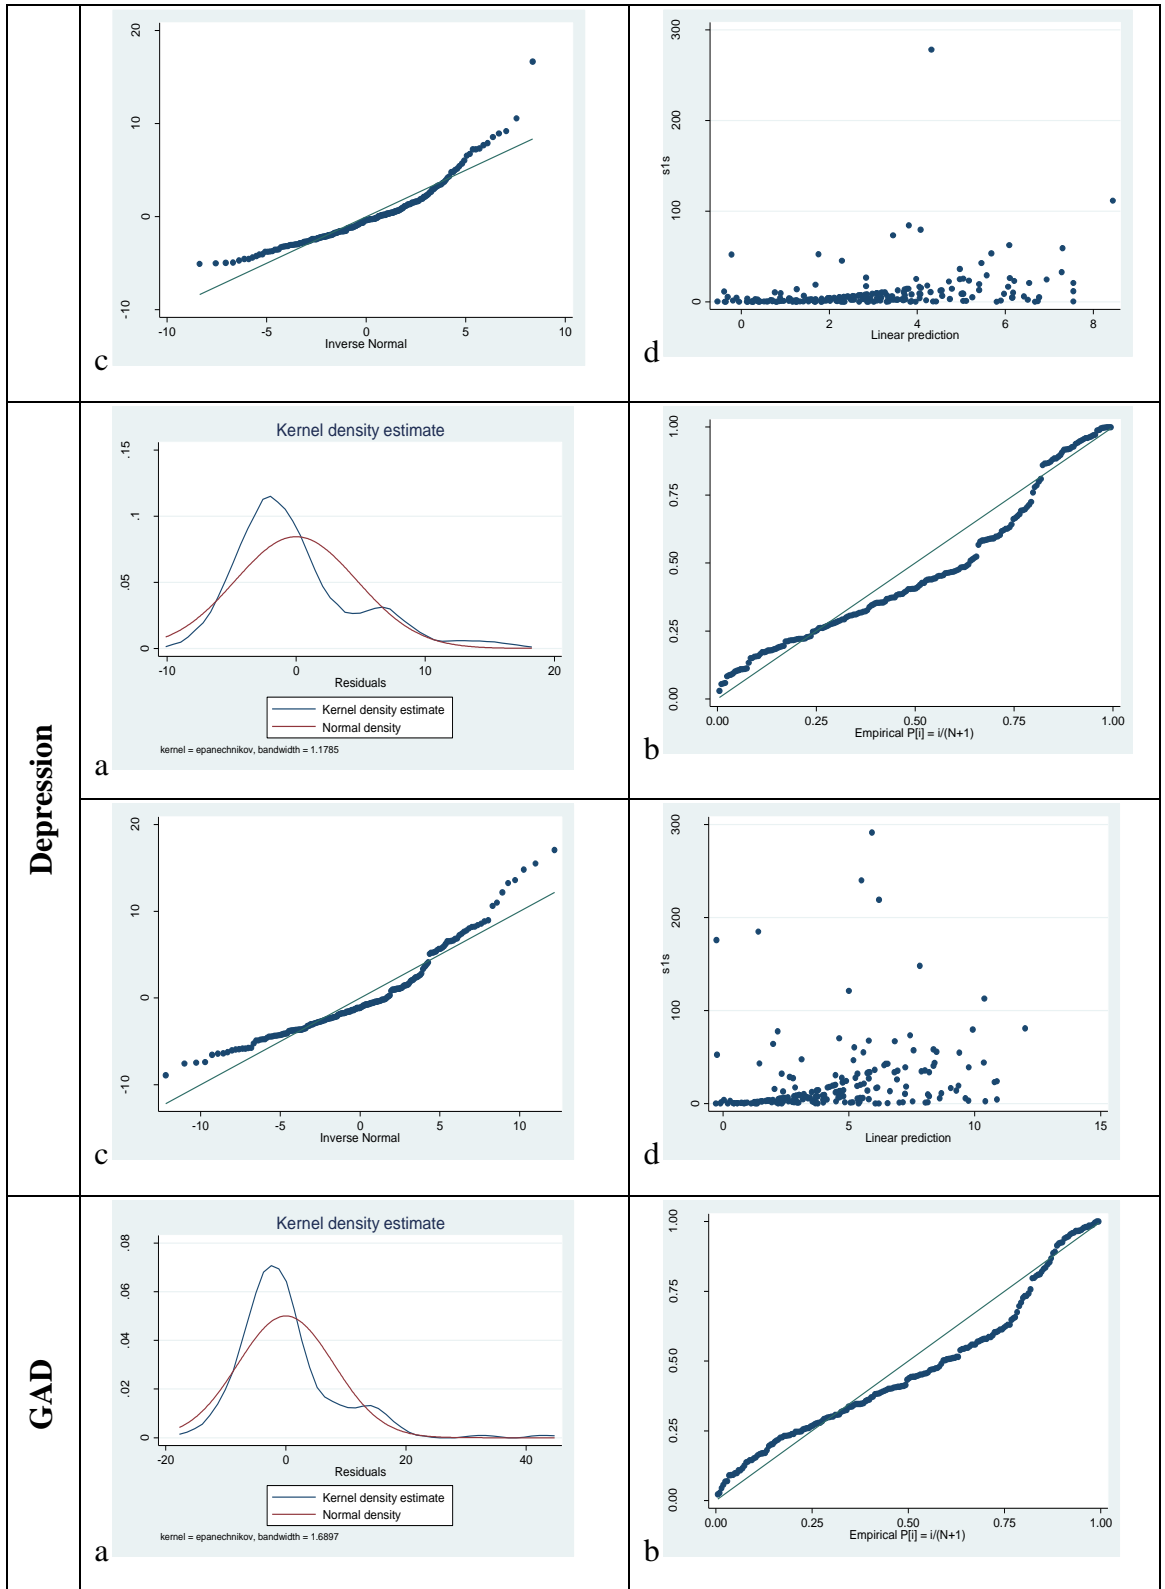 20
10
0
-10
-10
-5
0
5
10
Inverse Normal
c
300
200
100
0
s1s
0
2
4
6
8
Linear prediction
d
Depression
Kernel density estimate
.15
.1
.05
0
-10
0
10
20
Residuals
Kernel density estimate
Normal density
kernel = epanechnikov, bandwidth = 1.1785
a
1.00
0.75
0.50
0.25
0.00
0.00
0.25
0.50
0.75
1.00
Empirical P[i] = i/(N+1)
b
20
10
0
-10
-10
-5
0
5
10
Inverse Normal
c
300
200
100
0
s1s
0
5
10
15
Linear prediction
d
GAD
Kernel density estimate
.08
.06
.04
.02
0
-20
0
20
40
Residuals
Kernel density estimate
Normal density
kernel = epanechnikov, bandwidth = 1.6897
a
1.00
0.75
0.50
0.25
0.00
0.00
0.25
0.50
0.75
1.00
Empirical P[i] = i/(N+1)
b